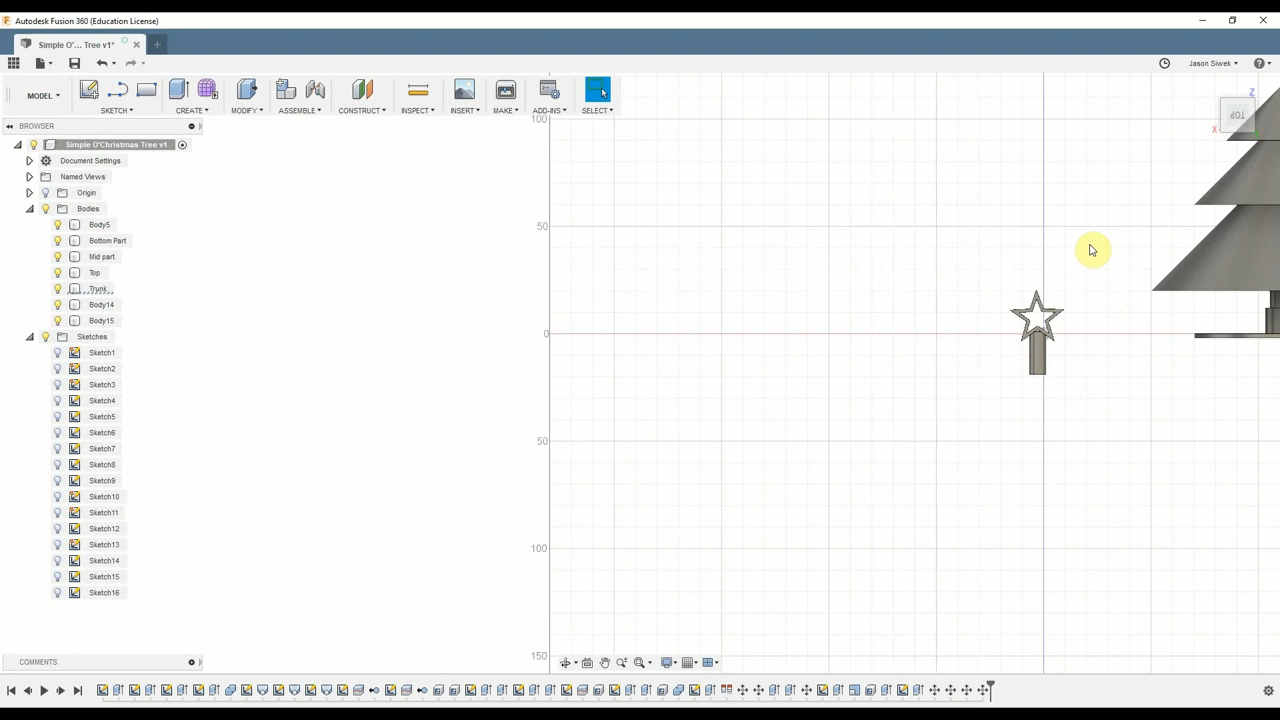 Autodesk Fusion 360 (Education License)
Simple O'... Tree v1*
Jason Siwek
MODEL
SKETCH
CREATE
MODIFY
ASSEMBLE
CONSTRUCT
INSPECT
INSERT
MAKE
ADD-INS
SELECT
BROWSER
Simple O'Christmas Tree v1
Document Settings
Named Views
Origin
Bodies
Body5
Bottom Part
Mid part
Top
Trunk
Body14
Body15
Sketches
Sketch1
Sketch2
Sketch3
Sketch4
Sketch5
Sketch6
Sketch7
Sketch8
Sketch9
Sketch10
Sketch11
Sketch12
Sketch13
Sketch14
Sketch15
Sketch16
COMMENTS
100
50
0
50
100
150
Z
TOP
X